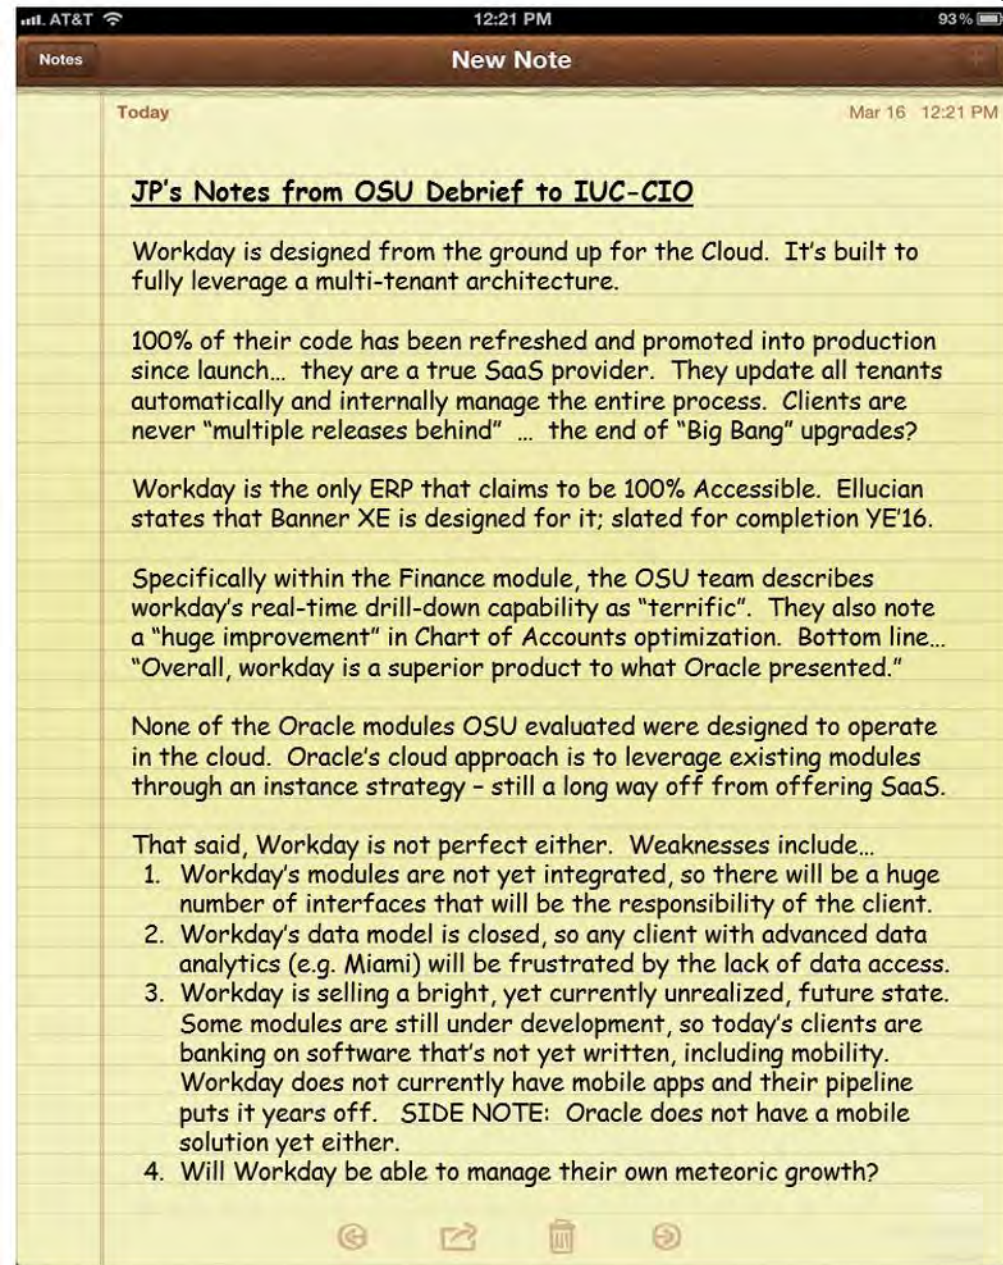 AT&T 12:21 PM 93%
Notes New Note
Today Mar 16 12:21 PM
JP's Notes from OSU Debrief to IUC-CIO
Workday is designed from the ground up for the Cloud. It's built to
fully leverage a multi-tenant architecture.
100% of their code has been refreshed and promoted into production
since launch... they are a true SaaS provider. They update all tenants
automatically and internally manage the entire process. Clients are
never "multiple releases behind" ... the end of "Big Bang" upgrades?
Workday is the only ERP that claims to be 100% Accessible. Ellucian
states that Banner XE is designed for it; slated for completion YE'16.
Specifically within the Finance module, the OSU team describes
workday's real-time drill-down capability as "terrific". They also note
a "huge improvement" in Chart of Accounts optimization. Bottom line...
"Overall, workday is a superior product to what Oracle presented."
None of the Oracle modules OSU evaluated were designed to operate
in the cloud. Oracle's cloud approach is to leverage existing modules
through an instance strategy – still a long way off from offering SaaS.
That said, Workday is not perfect either. Weaknesses include...
1. Workday's modules are not yet integrated, so there will be a huge
number of interfaces that will be the responsibility of the client.
2. Workday's data model is closed, so any client with advanced data
analytics (e.g. Miami) will be frustrated by the lack of data access.
3. Workday is selling a bright, yet currently unrealized, future state.
Some modules are still under development, so today's clients are
banking on software that's not yet written, including mobility.
Workday does not currently have mobile apps and their pipeline
puts it years off. SIDE NOTE: Oracle does not have a mobile
solution yet either.
4. Will Workday be able to manage their own meteoric growth?